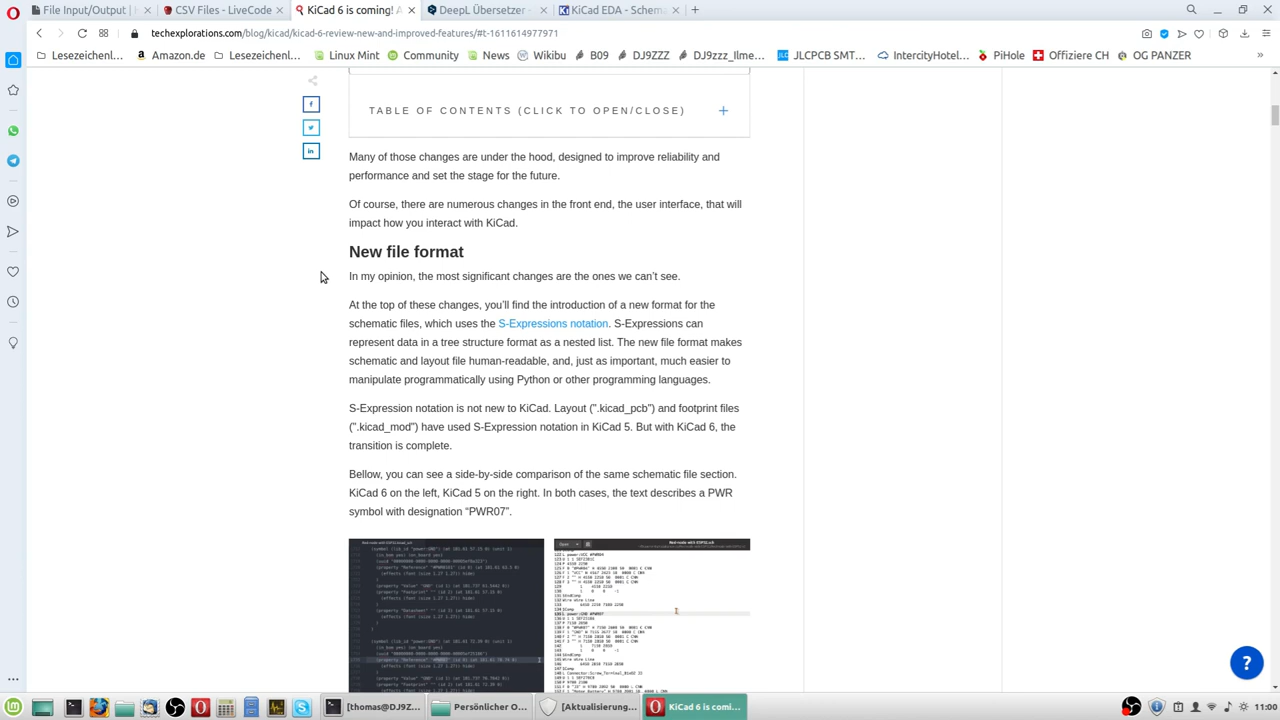 File Input/Output |
CSV Files - LiveCode
KiCad 6 is coming! A
Übersicht - Design
KiCad EDA - Schem
techexplorations.com/blog/kicad/kicad-6-review-new-and-improved-features/#t-1611614977971
Lesezeichenl... Amazon.de Lesezeichenl... Linux Mint Community News Wikibu B09 DJ9ZZZ DJ9zzz_Ilme... JLCPCB SMT... IntercityHotel... PiHole Offiziere CH OG PANZER »
TABLE OF CONTENTS (CLICK TO OPEN/CLOSE) +
Many of those changes are under the hood, designed to improve reliability and
performance and set the stage for the future.
Of course, there are numerous changes in the front end, the user interface, that will
impact how you interact with KiCad.
New file format
In my opinion, the most significant changes are the ones we can't see.
At the top of these changes, you'll find the introduction of a new format for the
schematic files, which uses the S-Expressions notation. S-Expressions can
represent data in a tree structure format as a nested list. The new file format makes
schematic and layout file human-readable, and, just as important, much easier to
manipulate programmatically using Python or other programming languages.
S-Expression notation is not new to KiCad. Layout (".kicad_pcb") and footprint files
(".kicad_mod") have used S-Expression notation in KiCad 5. But with KiCad 6, the
transition is complete.
Bellow, you can see a side-by-side comparison of the same schematic file section.
KiCad 6 on the left, KiCad 5 on the right. In both cases, the text describes a PWR
symbol with designation “PWR07”.
[thomas@DJ9Z...
Persönlicher O...
[Aktualisierung...
KiCad 6 is comi...
11:00